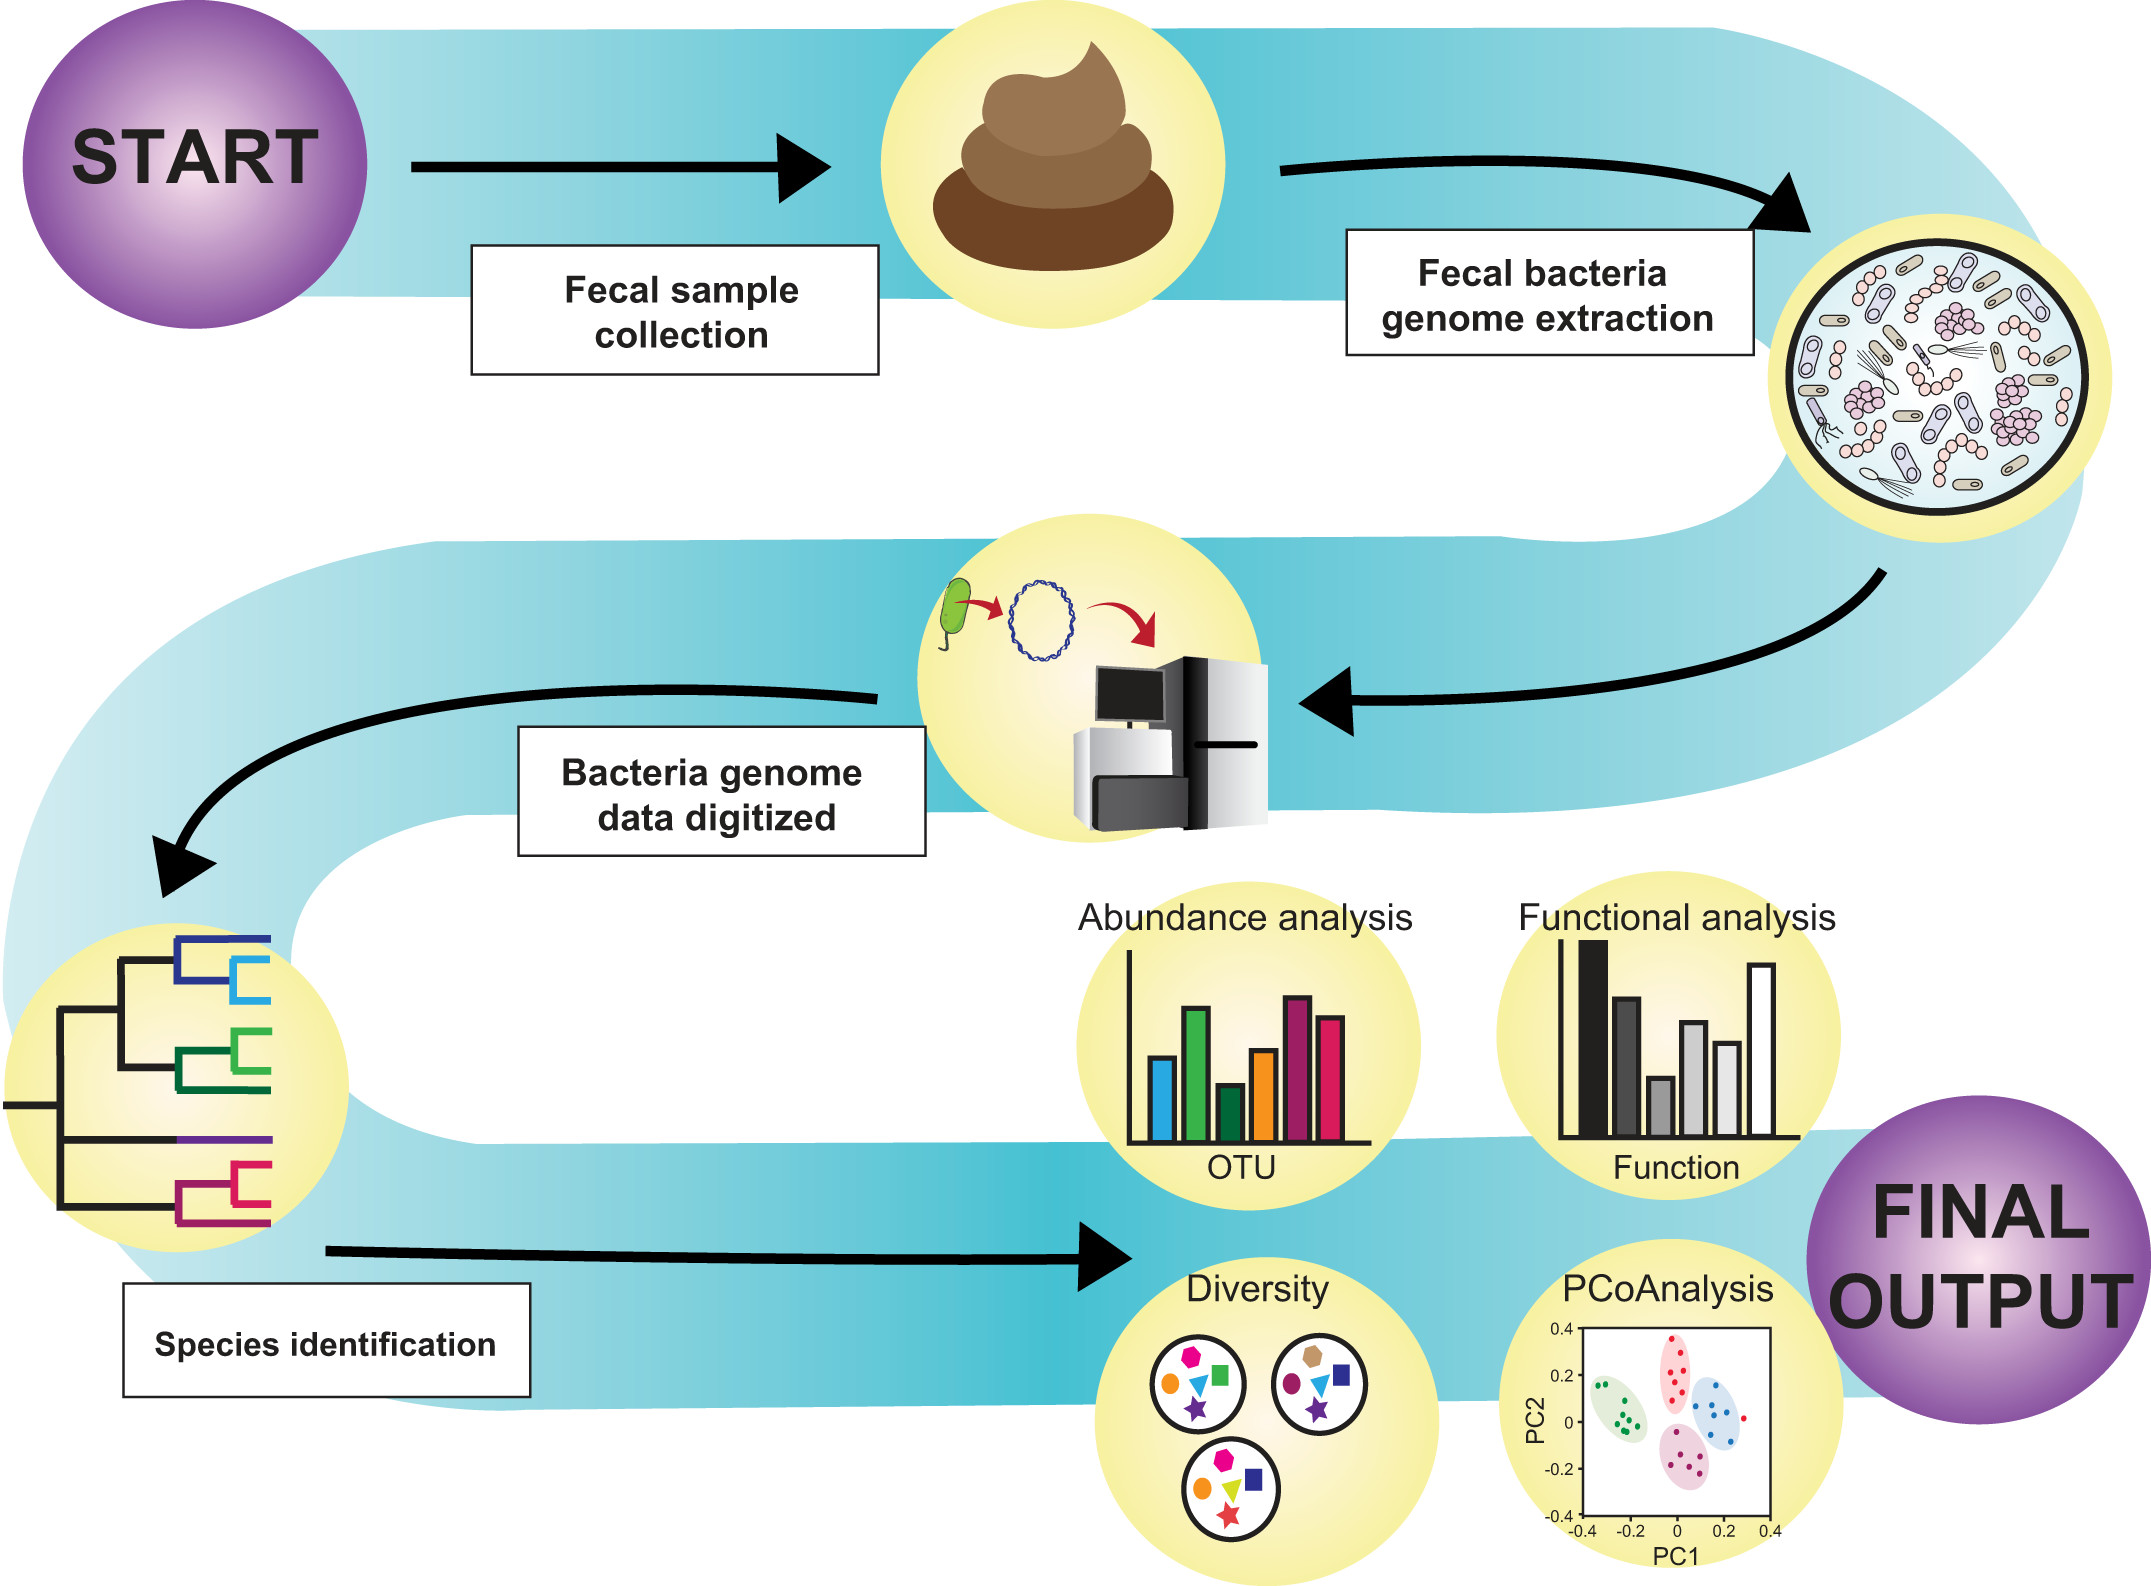 START
Fecal sample
collection
Fecal bacteria
genome extraction
Bacteria genome
data digitized
Species identification
Abundance analysis
OTU
Functional analysis
Function
Diversity
PCoAnalysis
0.4
0.2
0
-0.2
-0.4
PC2
-0.4 -0.2 0 0.2 0.4
PC1
FINAL
OUTPUT